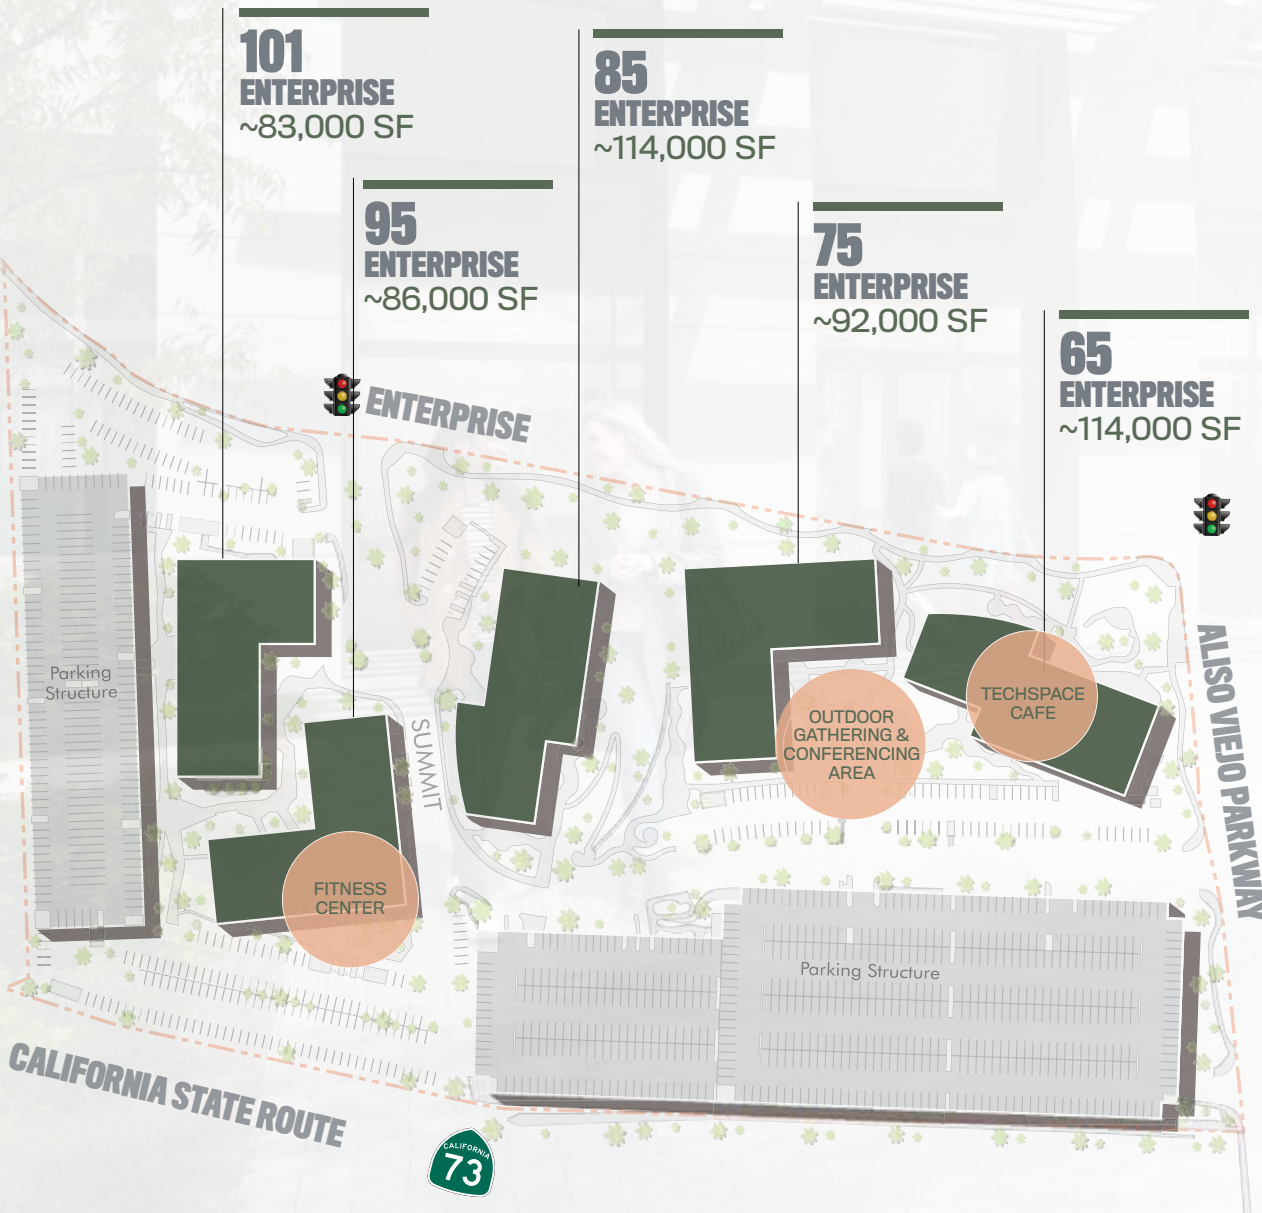 101
ENTERPRISE
~83,000 SF
85
ENTERPRISE
~114,000 SF
95
ENTERPRISE
~86,000 SF
75
ENTERPRISE
~92,000 SF
65
ENTERPRISE
~114,000 SF
ENTERPRISE
ALISO VIEJO PARKWAY
Parking
Structure
SUMMIT
TECHSPACE
CAFE
OUTDOOR
GATHERING &
CONFERENCING
AREA
FITNESS
CENTER
Parking Structure
CALIFORNIA STATE ROUTE
CALIFORNIA
73